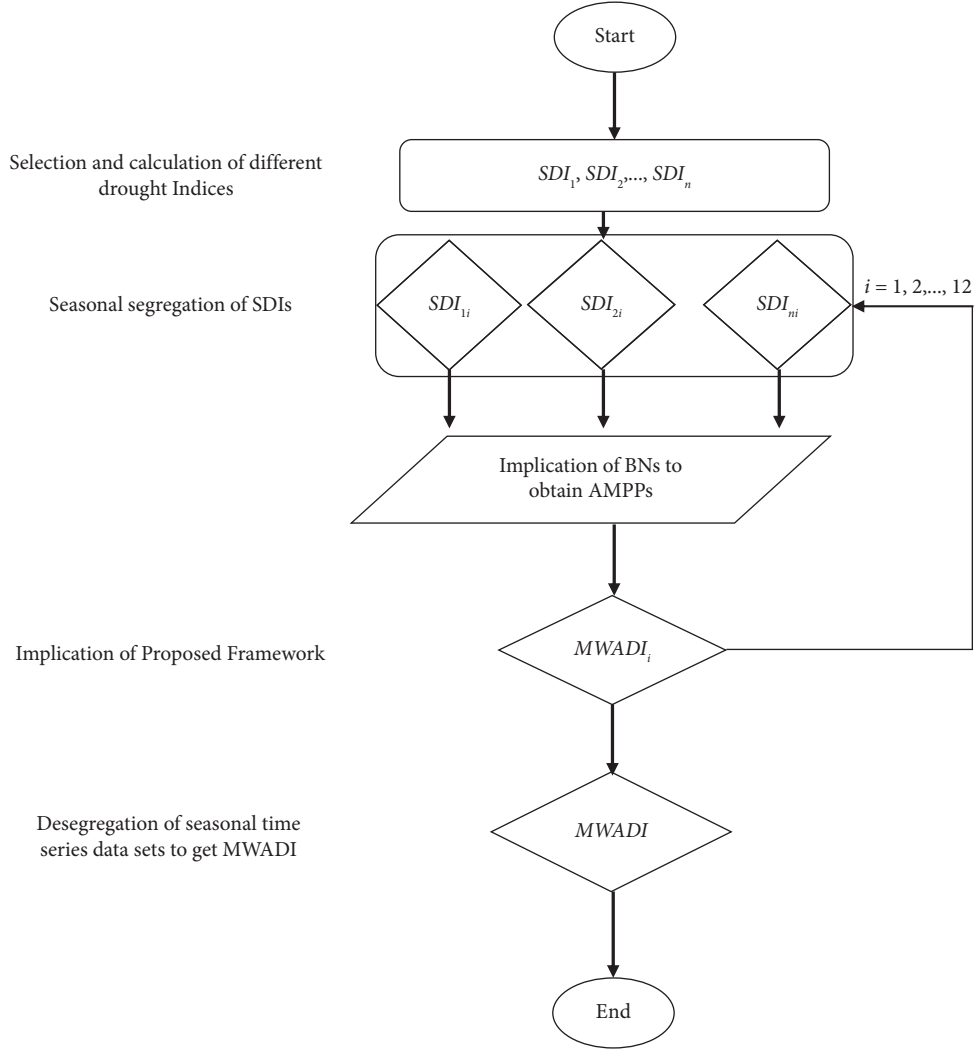 Start
Selection and calculation of different
drought Indices
SDI₁, SDI₂,..., SDIₙ
Seasonal segregation of SDIs
SDI₁ᵢ
SDI₂ᵢ
SDIₙᵢ
i = 1, 2,..., 12
Implication of BNs to
obtain AMPPs
Implication of Proposed Framework
MWADIᵢ
Desegregation of seasonal time
series data sets to get MWADI
MWADI
End